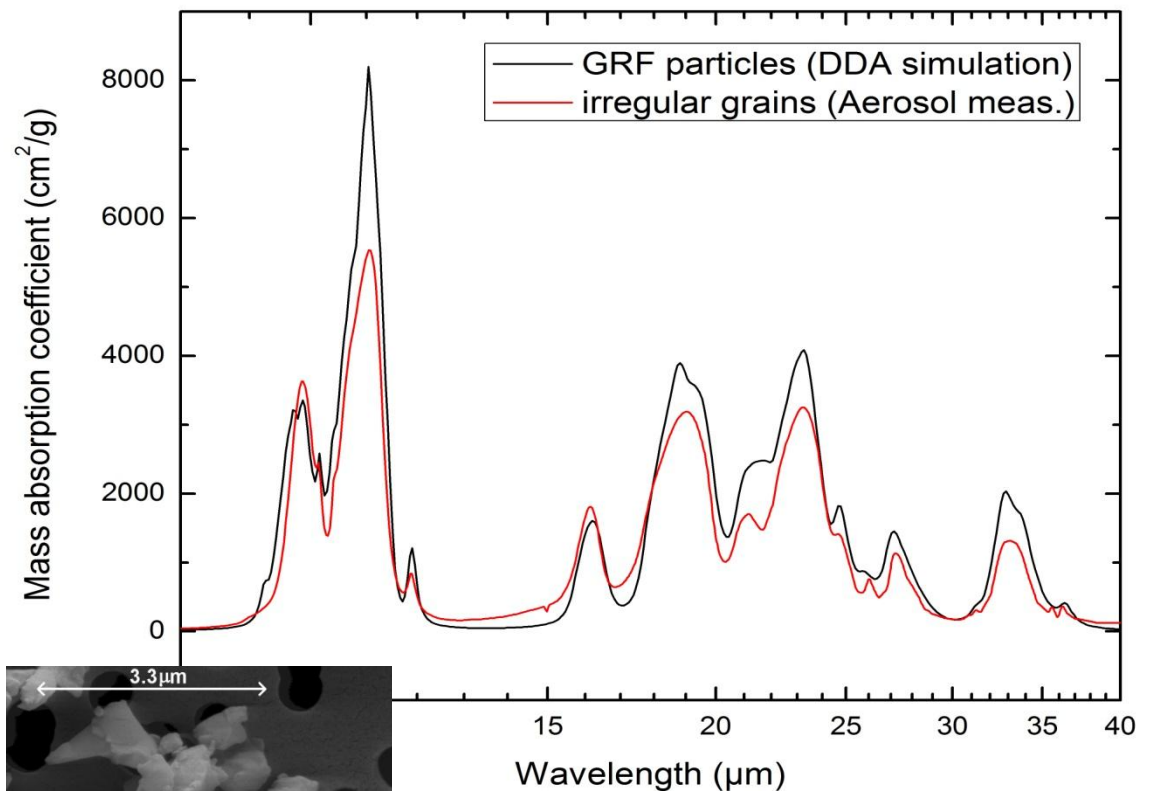 GRF particles (DDA simulation)
irregular grains (Aerosol meas.)
Mass absorption coefficient (cm²/g)
8000
6000
4000
2000
0
3.3µm
15 20 25 30 35 40
Wavelength (µm)